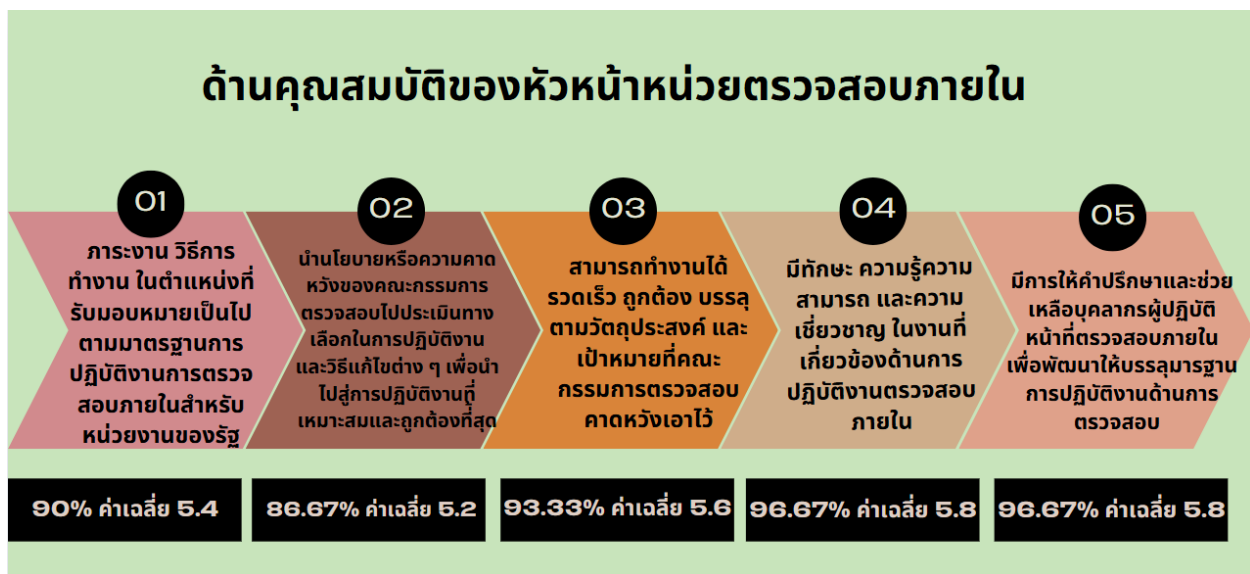 ด้านคุณสมบัติของหัวหน้าหน่วยตรวจสอบภายใน
01
ภาระงาน วิธีการ
ทำงาน ในตำแหน่งที่
รับมอบหมายเป็นไป
ตามมาตรฐานการ
ปฏิบัติงานการตรวจ
สอบภายในสำหรับ
หน่วยงานของรัฐ
90% ค่าเฉลี่ย 5.4
02
นำนโยบายหรือความคาด
หวังของคณะกรรมการ
ตรวจสอบไปประเมินทาง
เลือกในการปฏิบัติงาน
และวิธีแก้ไขต่าง ๆ เพื่อนำ
ไปสู่การปฏิบัติงานที่
เหมาะสมและถูกต้องที่สุด
86.67% ค่าเฉลี่ย 5.2
03
สามารถทำงานได้
รวดเร็ว ถูกต้อง บรรลุ
ตามวัตถุประสงค์ และ
เป้าหมายที่คณะ
กรรมการตรวจสอบ
คาดหวังเอาไว้
93.33% ค่าเฉลี่ย 5.6
04
มีทักษะ ความรู้ความ
สามารถ และความ
เชี่ยวชาญ ในงานที่
เกี่ยวข้องด้านการ
ปฏิบัติงานตรวจสอบ
ภายใน
96.67% ค่าเฉลี่ย 5.8
05
มีการให้คำปรึกษาและช่วย
เหลือบุคลากรผู้ปฏิบัติ
หน้าที่ตรวจสอบภายใน
เพื่อพัฒนาให้บรรลุมารฐาน
การปฏิบัติงานด้านการ
ตรวจสอบ
96.67% ค่าเฉลี่ย 5.8